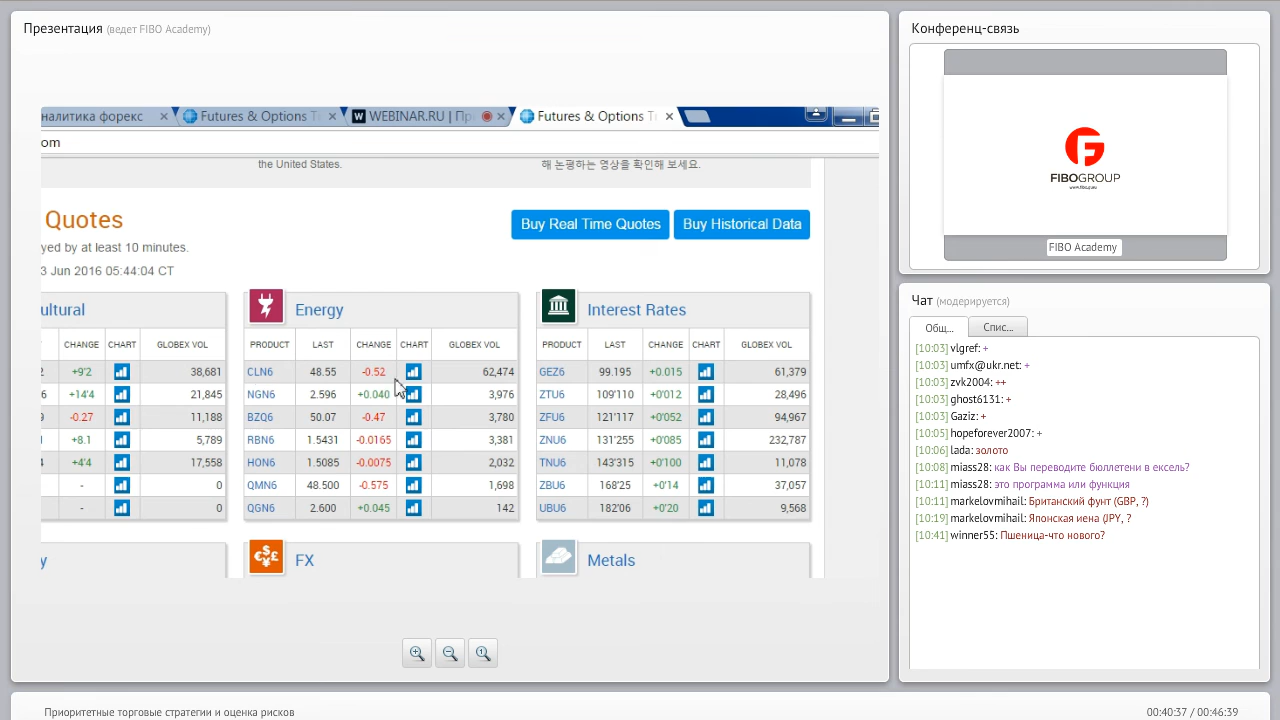 Презентация (ведет FIBO Academy)
налитика форекс
Futures & Options T
WEBINAR.RU | П
Futures & Options T
om
the United States.
해 논평하는 영상을 확인해 보세요.
Quotes
Buy Real Time Quotes
Buy Historical Data
yed by at least 10 minutes.
3 Jun 2016 05:44:04 CT
ultural
CHANGE CHART GLOBEX VOL
2 +9'2 38,681
6 +14'4 21,845
9 -0.27 11,188
1 +8.1 5,789
4 +4'4 17,558
- 0
- 0
Energy
PRODUCT LAST CHANGE CHART GLOBEX VOL
CLN6 48.55 -0.52 62,474
NGN6 2.596 +0.040 3,976
BZQ6 50.07 -0.47 3,780
RBN6 1.5431 -0.0165 3,381
HON6 1.5085 -0.0075 2,032
QMN6 48.500 -0.575 1,698
QGN6 2.600 +0.045 142
Interest Rates
PRODUCT LAST CHANGE CHART GLOBEX VOL
GEZ6 99.195 +0.015 61,379
ZTU6 109'110 +0'012 28,496
ZFU6 121'117 +0'052 94,967
ZNU6 131'255 +0'085 232,787
TNU6 143'315 +0'100 11,078
ZBU6 168'25 +0'14 37,057
UBU6 182'06 +0'20 9,568
y
FX
Metals
Конференц-связь
FIBOGROUP
www.fibo.eu
FIBO Academy
Чат (модерируется)
Общ...
Спис...
[10:03] vlgref: +
[10:03] umfx@ukr.net: +
[10:03] zvk2004: ++
[10:03] ghost6131: +
[10:03] Gaziz: +
[10:05] hopeforever2007: +
[10:06] lada: золото
[10:08] miass28: как Вы переводите бюллетени в ексель?
[10:11] miass28: это программа или функция
[10:11] markelovmihail: Британский фунт (GBP, ?)
[10:19] markelovmihail: Японская иена (JPY, ?
[10:41] winner55: Пшеница-что нового?
Приоритетные торговые стратегии и оценка рисков
00:40:37 / 00:46:39